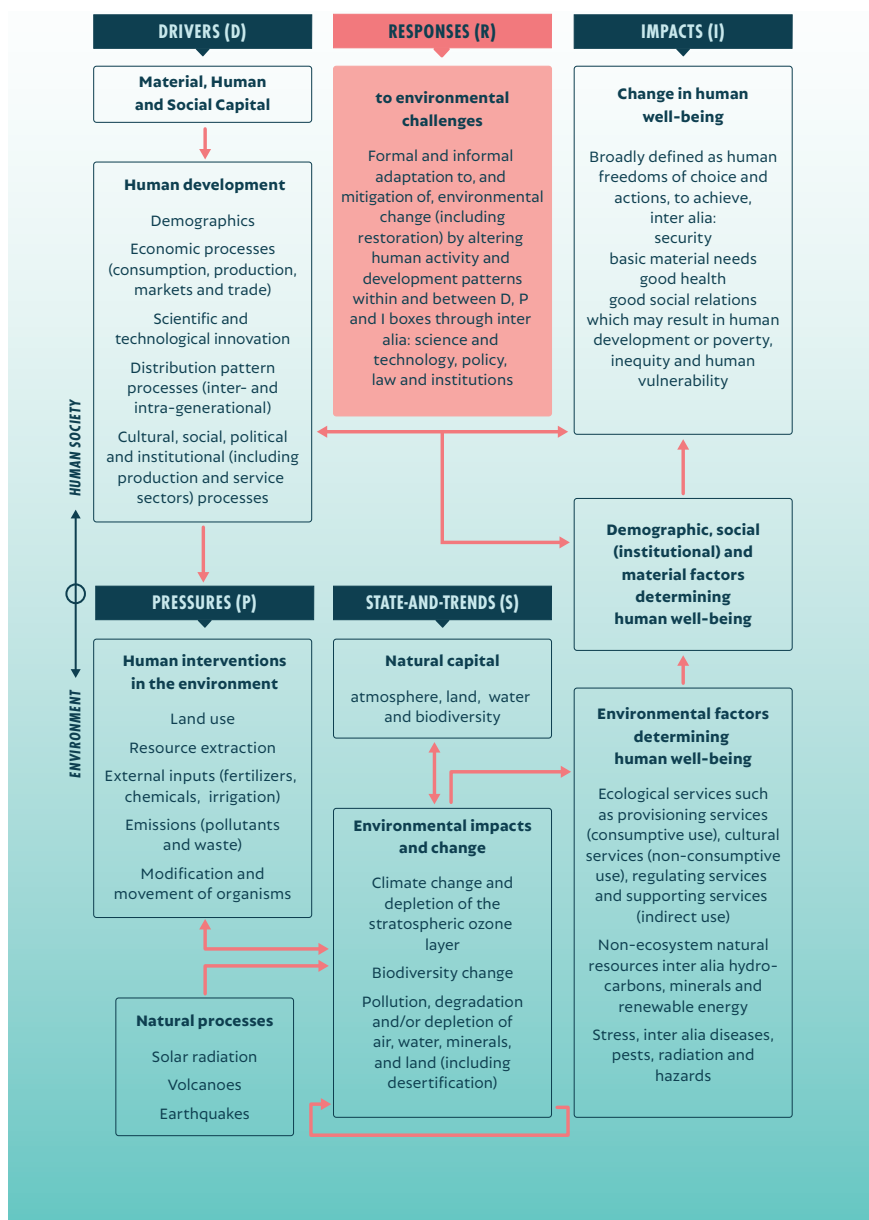 DRIVERS (D)
Material, Human
and Social Capital
Human development
Demographics
Economic processes
(consumption, production,
markets and trade)
Scientific and
technological innovation
Distribution pattern
processes (inter- and
intra-generational)
Cultural, social, political
and institutional (including
production and service
sectors) processes
RESPONSES (R)
to environmental
challenges
Formal and informal
adaptation to, and
mitigation of, environmental
change (including
restoration) by altering
human activity and
development patterns
within and between D, P
and I boxes through inter
alia: science and
technology, policy,
law and institutions
IMPACTS (I)
Change in human
well-being
Broadly defined as human
freedoms of choice and
actions, to achieve,
inter alia:
security
basic material needs
good health
good social relations
which may result in human
development or poverty,
inequity and human
vulnerability
Demographic, social
(institutional) and
material factors
determining
human well-being
Environmental factors
determining
human well-being
Ecological services such
as provisioning services
(consumptive use), cultural
services (non-consumptive
use), regulating services
and supporting services
(indirect use)
Non-ecosystem natural
resources inter alia hydro-
carbons, minerals and
renewable energy
Stress, inter alia diseases,
pests, radiation and
hazards
HUMAN SOCIETY
ENVIRONMENT
PRESSURES (P)
Human interventions
in the environment
Land use
Resource extraction
External inputs (fertilizers,
chemicals, irrigation)
Emissions (pollutants
and waste)
Modification and
movement of organisms
Natural processes
Solar radiation
Volcanoes
Earthquakes
STATE-AND-TRENDS (S)
Natural capital
atmosphere, land, water
and biodiversity
Environmental impacts
and change
Climate change and
depletion of the
stratospheric ozone
layer
Biodiversity change
Pollution, degradation
and/or depletion of
air, water, minerals,
and land (including
desertification)